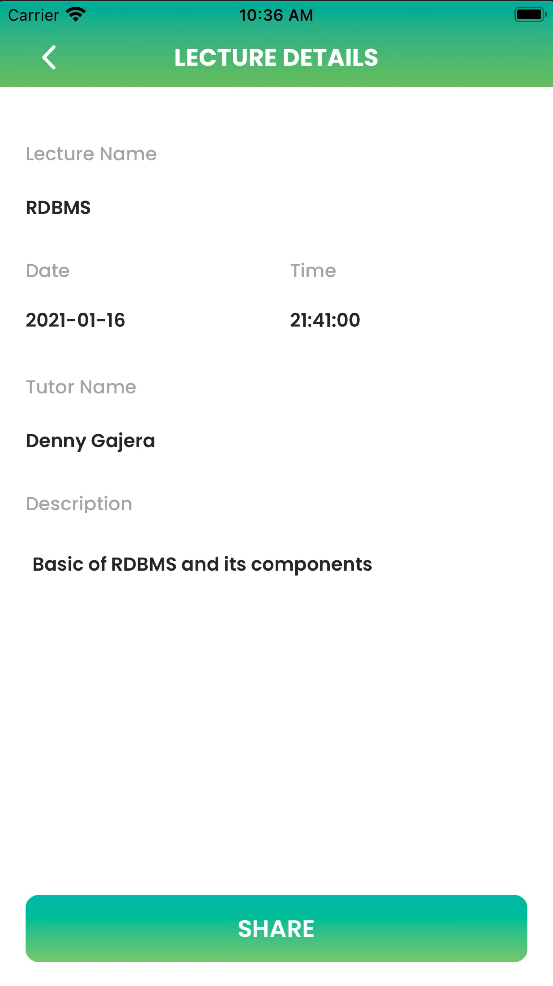 Carrier 10:36 AM
LECTURE DETAILS
Lecture Name
RDBMS
Date Time
2021-01-16 21:41:00
Tutor Name
Denny Gajera
Description
Basic of RDBMS and its components
SHARE